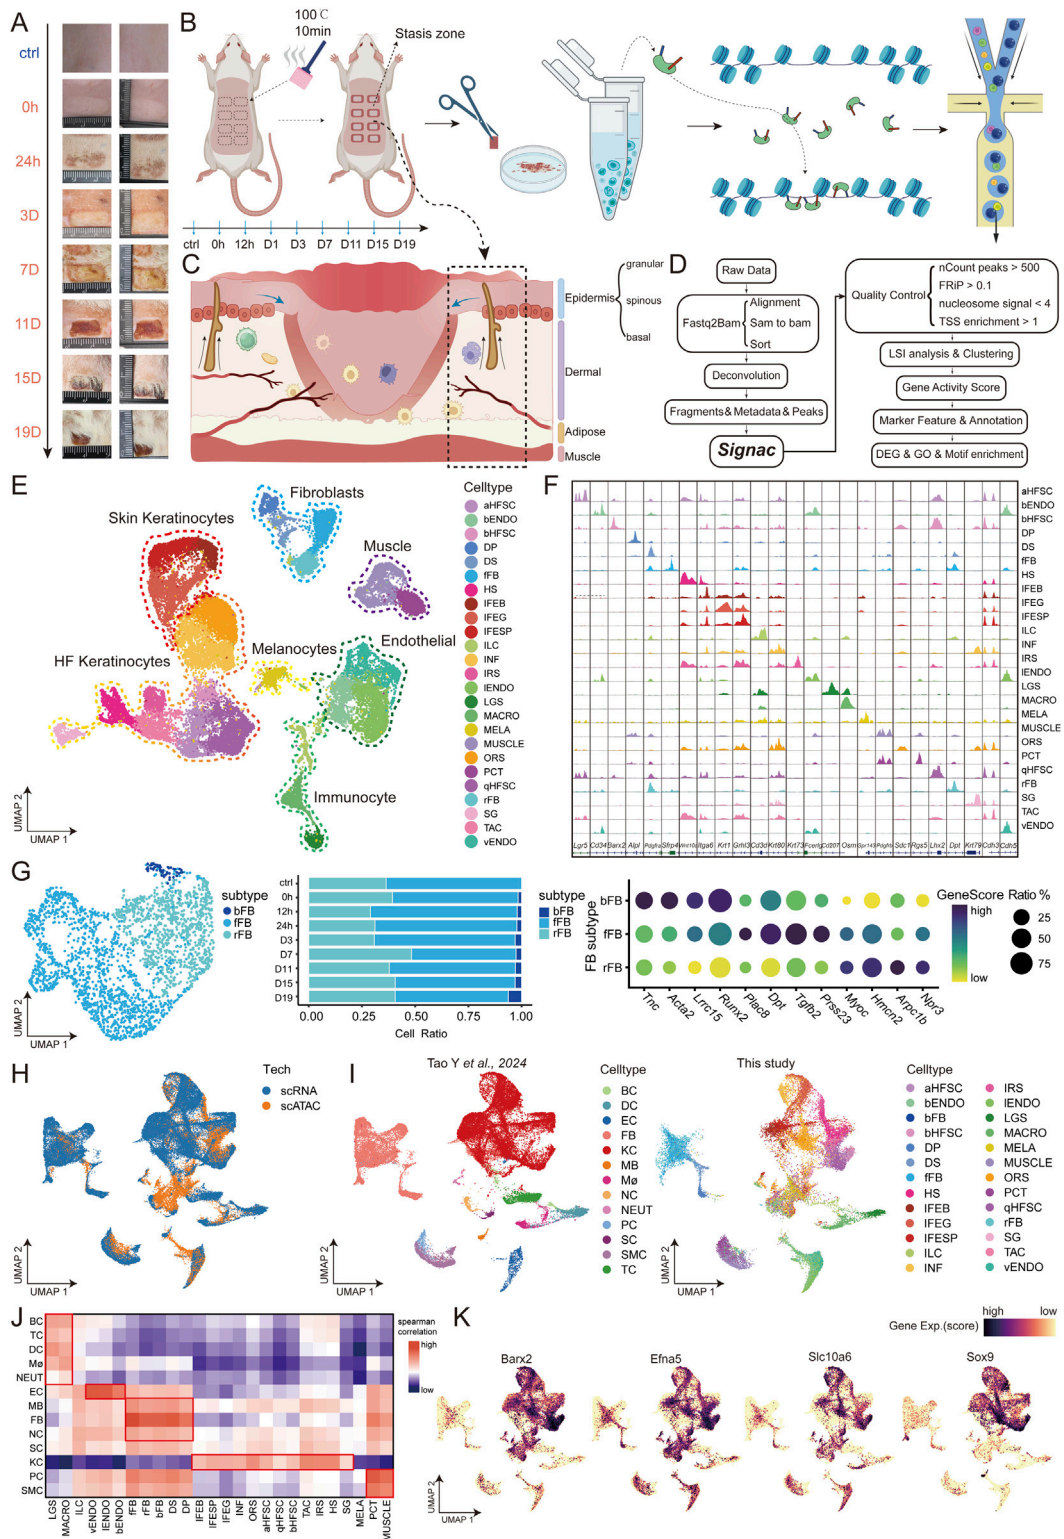 A
ctrl
0h
24h
3D
7D
11D
15D
19D
B
100℃
10min
Stasis zone
ctrl 0h 12h D1 D3 D7 D11 D15 D19
C
Epidermis
granular
spinous
basal
Dermal
Adipose
Muscle
D
Raw Data
Fastq2Bam
Alignment
Sam to bam
Sort
Deconvolution
Fragments&Metadata&Peaks
Signac
Quality Control
nCount peaks > 500
FRiP > 0.1
nucleosome signal < 4
TSS enrichment > 1
LSI analysis & Clustering
Gene Activity Score
Marker Feature & Annotation
DEG & GO & Motif enrichment
E
Fibroblasts
Skin Keratinocytes
Muscle
Endothelial
Melanocytes
HF Keratinocytes
Immunocyte
UMAP 2
UMAP 1
Celltype
aHFSC
bENDO
bHFSC
DP
DS
fFB
HS
IFEB
IFEG
IFESP
ILC
INF
IRS
lENDO
LGS
MACRO
MELA
MUSCLE
ORS
PCT
qHFSC
rFB
SG
TAC
vENDO
F
aHFSC
bENDO
bHFSC
DP
DS
fFB
HS
IFEB
IFEG
IFESP
ILC
INF
IRS
lENDO
LGS
MACRO
MELA
MUSCLE
ORS
PCT
qHFSC
rFB
SG
TAC
vENDO
Lgr5 Cd34 Barx2 Alpl Pdgfra Sfrp4 Itga6 Krt1 Grhl3 Cd3d Krt80 Krt73 Fcer1g Cd207 Osm Gpr143 Sdc1 Rgs5 Lhx2 Dpt Krt79 Cdh3 Cdh5
G
UMAP 2
UMAP 1
subtype
bFB
fFB
rFB
ctrl
0h
12h
24h
D3
D7
D11
D15
D19
0.00 0.25 0.50 0.75 1.00
Cell Ratio
subtype
bFB
fFB
rFB
FB subtype
bFB
fFB
rFB
Tnc Acta2 Lrrc15 Runx2 Plac8 Dpt Tgfb2 Prss23 Myoc Hmcn2 Arpc1b Npr3
GeneScore
high
low
Ratio %
25
50
75
H
Tech
scRNA
scATAC
UMAP 2
UMAP 1
I
Tao Y et al., 2024
UMAP 2
UMAP 1
Celltype
BC
DC
EC
FB
KC
MB
Mø
NC
NEUT
PC
SC
SMC
TC
This study
UMAP 2
UMAP 1
Celltype
aHFSC
bENDO
bFB
bHFSC
DP
DS
fFB
HS
IFEB
IFEG
IFESP
ILC
INF
IRS
lENDO
LGS
MACRO
MELA
MUSCLE
ORS
PCT
qHFSC
rFB
SG
TAC
vENDO
J
BC
TC
DC
Mø
NEUT
EC
MB
FB
NC
SC
KC
PC
SMC
LGS MACRO ILC vENDO lENDO bENDO fFB rFB bFB DS DP IFEB IFESP IFEG INF ORS aHFSC qHFSC bHFSC TAC IRS HS SG MELA PCT MUSCLE
spearman
correlation
high
low
K
high low
Gene Exp.(score)
Barx2 Efna5 Slc10a6 Sox9
UMAP 2
UMAP 1